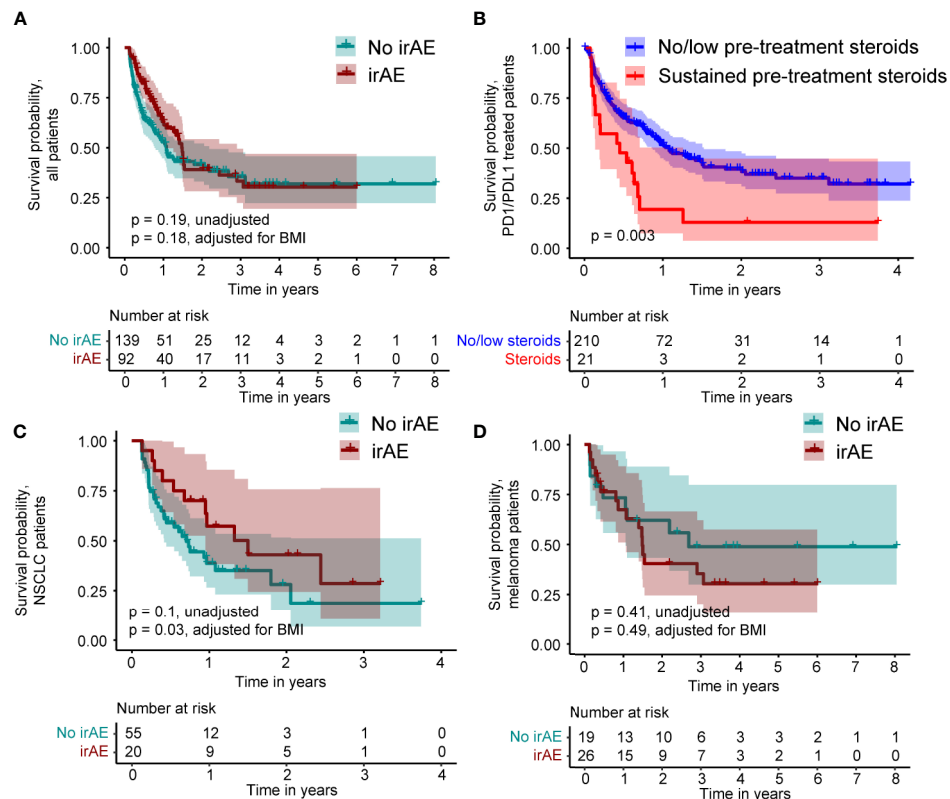 A
No irAE
irAE
Survival probability,
all patients
1.00
0.75
0.50
0.25
0.00
p = 0.19, unadjusted
p = 0.18, adjusted for BMI
0 1 2 3 4 5 6 7 8
Time in years
Number at risk
No irAE 139 51 25 12 4 3 2 1 1
irAE 92 40 17 11 3 2 1 0 0
0 1 2 3 4 5 6 7 8
Time in years
B
No/low pre-treatment steroids
Sustained pre-treatment steroids
Survival probability,
PD1/PDL1 treated patients
1.00
0.75
0.50
0.25
0.00
p = 0.003
0 1 2 3 4
Time in years
Number at risk
No/low steroids 210 72 31 14 1
Steroids 21 3 2 1 0
0 1 2 3 4
Time in years
C
No irAE
irAE
Survival probability,
NSCLC patients
1.00
0.75
0.50
0.25
0.00
p = 0.1, unadjusted
p = 0.03, adjusted for BMI
0 1 2 3 4
Time in years
Number at risk
No irAE 55 12 3 1 0
irAE 20 9 5 1 0
0 1 2 3 4
Time in years
D
No irAE
irAE
Survival probability,
melanoma patients
1.00
0.75
0.50
0.25
0.00
p = 0.41, unadjusted
p = 0.49, adjusted for BMI
0 1 2 3 4 5 6 7 8
Time in years
Number at risk
No irAE 19 13 10 6 3 3 2 1 1
irAE 26 15 9 7 3 2 1 0 0
0 1 2 3 4 5 6 7 8
Time in years